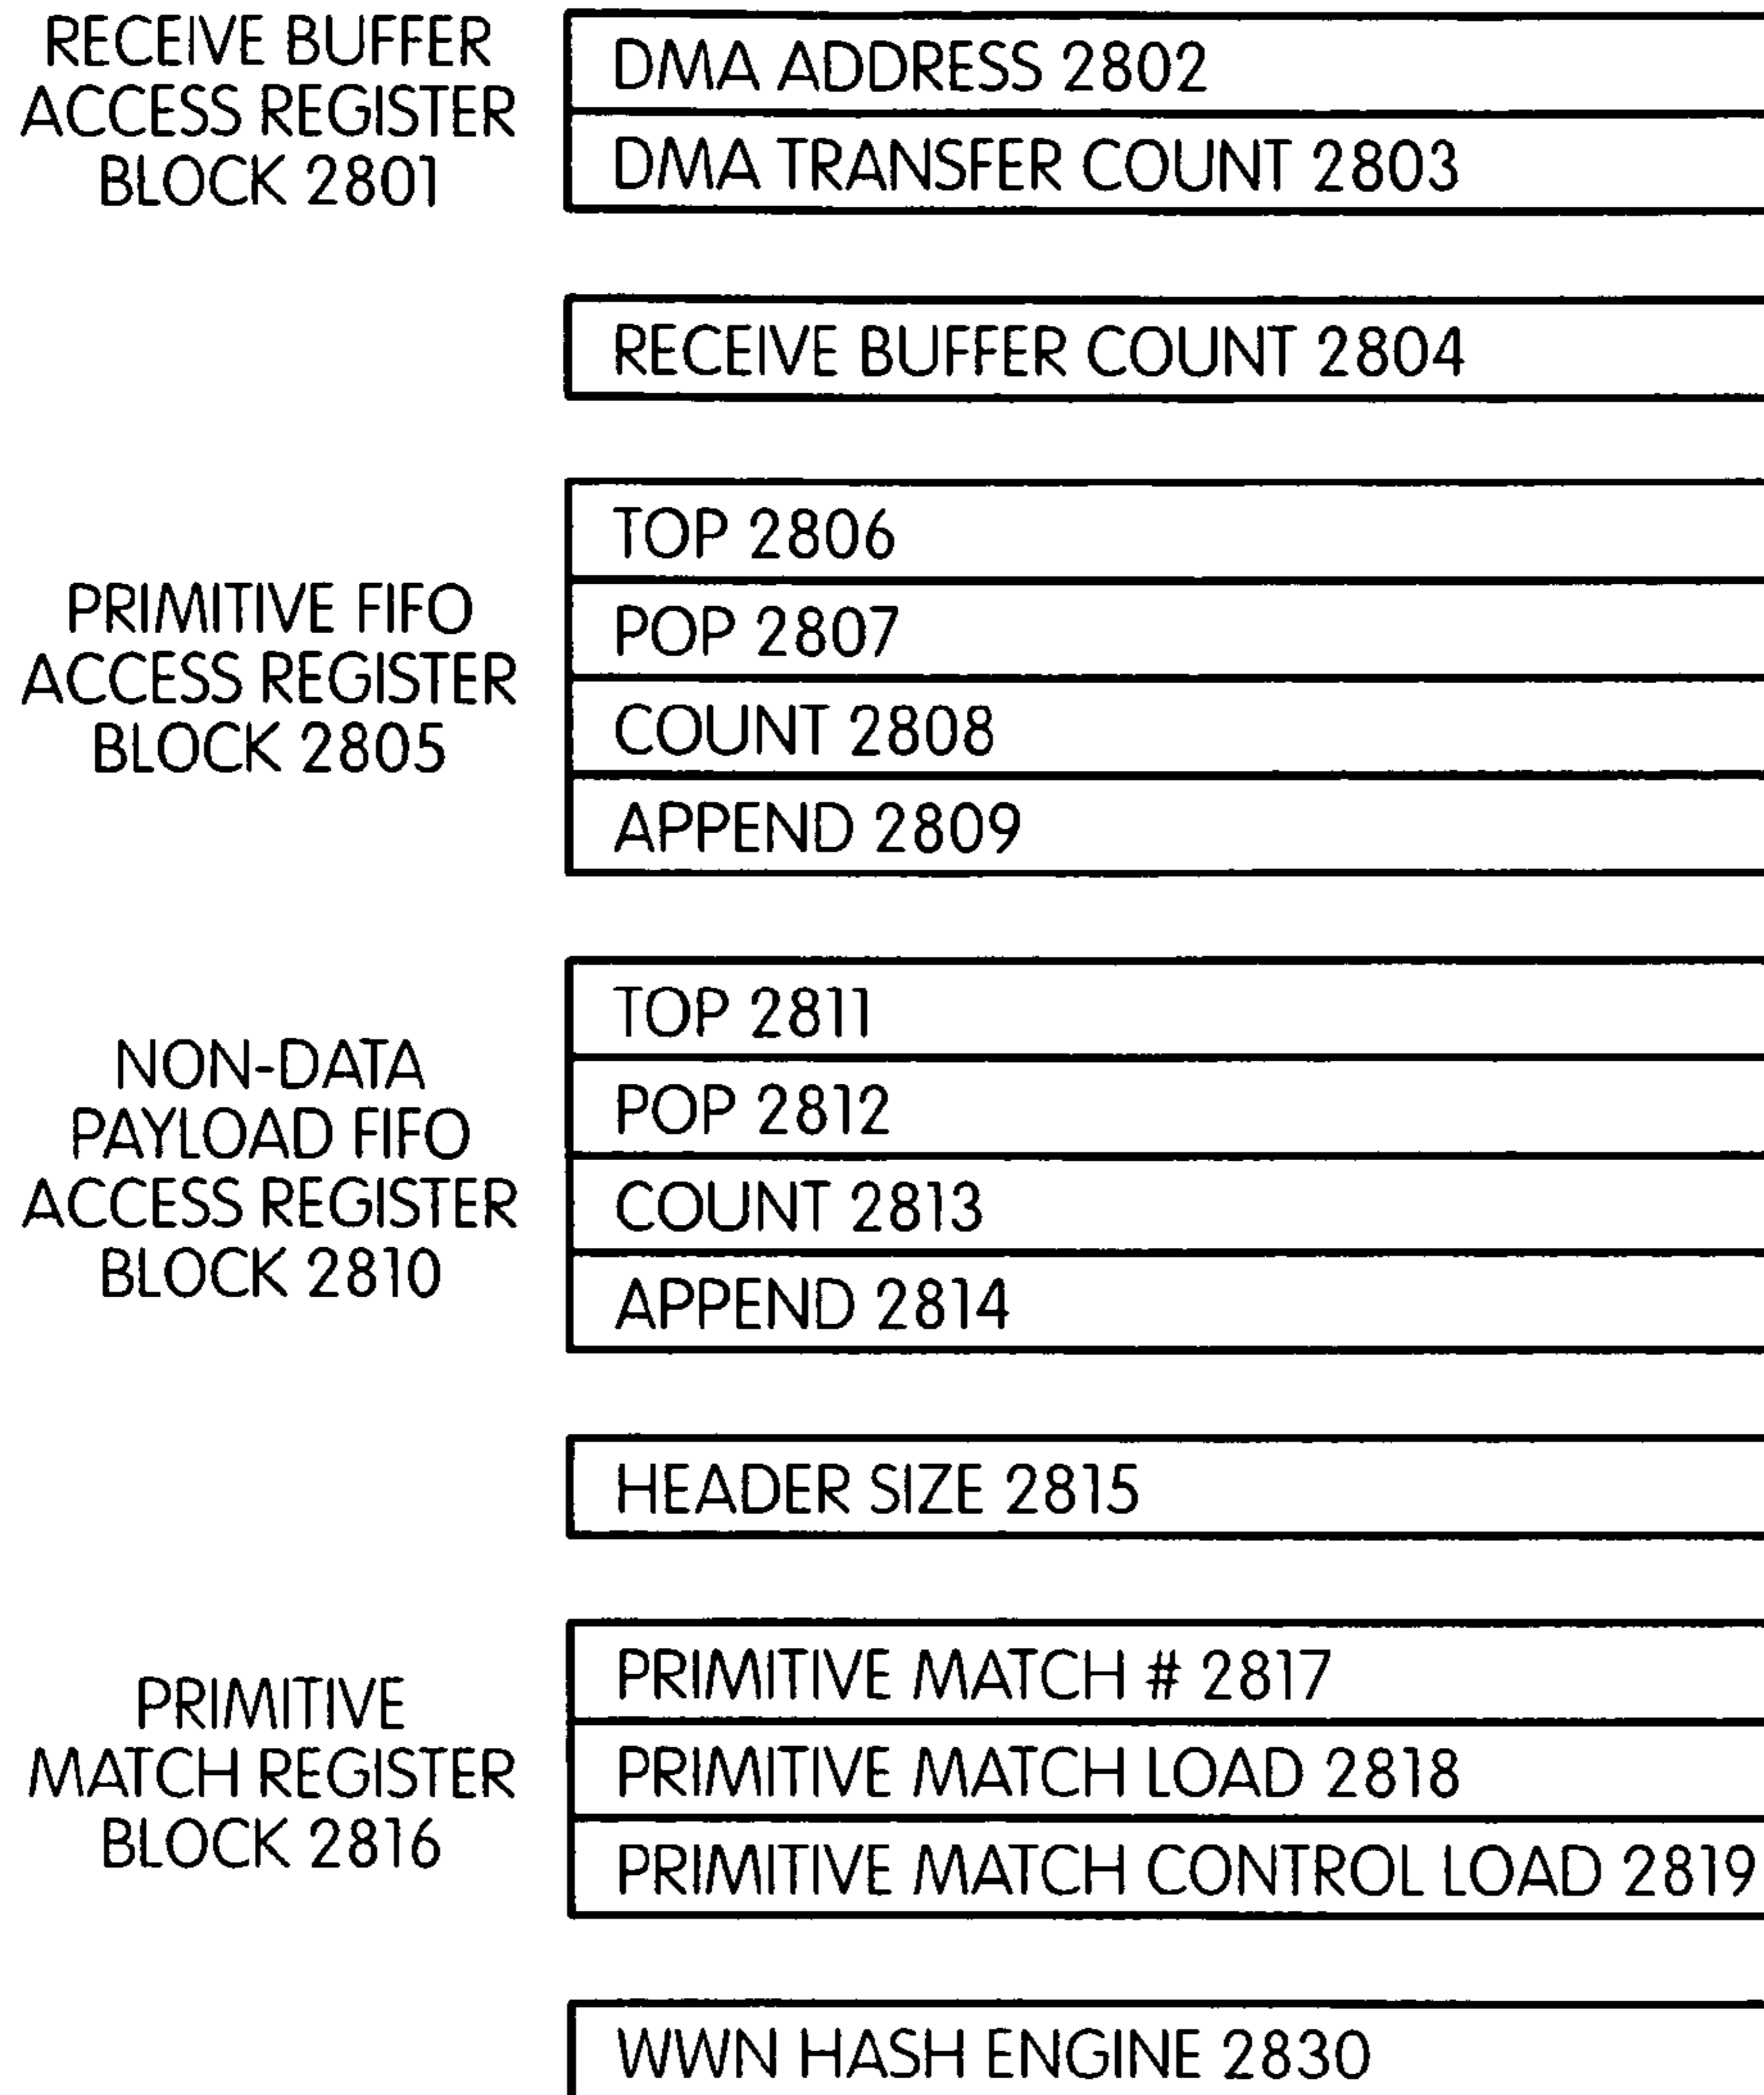 RECEIVE BUFFER
ACCESS REGISTER
BLOCK 2801
DMA ADDRESS 2802
DMA TRANSFER COUNT 2803
RECEIVE BUFFER COUNT 2804
PRIMITIVE FIFO
ACCESS REGISTER
BLOCK 2805
TOP 2806
POP 2807
COUNT 2808
APPEND 2809
NON-DATA
PAYLOAD FIFO
ACCESS REGISTER
BLOCK 2810
TOP 2811
POP 2812
COUNT 2813
APPEND 2814
HEADER SIZE 2815
PRIMITIVE
MATCH REGISTER
BLOCK 2816
PRIMITIVE MATCH # 2817
PRIMITIVE MATCH LOAD 2818
PRIMITIVE MATCH CONTROL LOAD 2819
WWN HASH ENGINE 2830